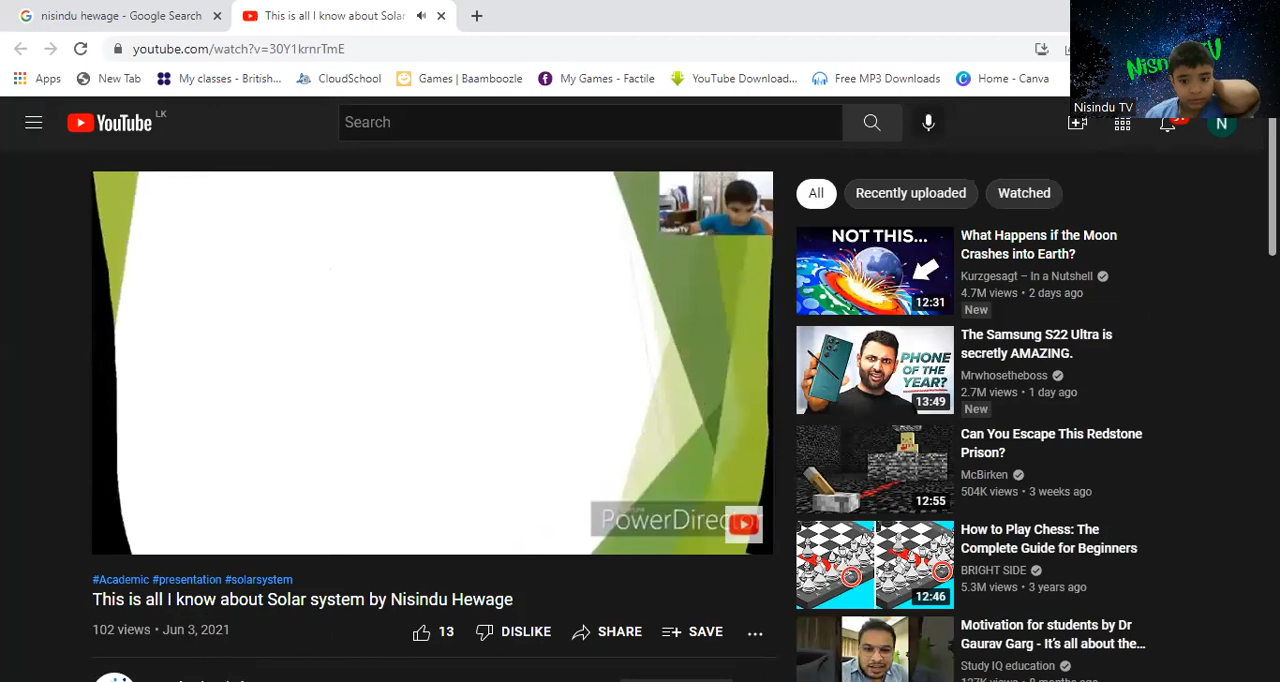 nisindu hewage - Google Search
This is all I know about Solar
youtube.com/watch?v=30Y1krnrTmE
Apps
New Tab
My classes - British...
CloudSchool
Games | Baamboozle
My Games - Factile
YouTube Download...
Free MP3 Downloads
Home - Canva
Nisindu TV
YouTube LK
Search
N
NisinduTV
PowerDirector
#Academic #presentation #solarsystem
This is all I know about Solar system by Nisindu Hewage
102 views • Jun 3, 2021
13
DISLIKE
SHARE
SAVE
All
Recently uploaded
Watched
NOT THIS...
12:31
What Happens if the Moon
Crashes into Earth?
Kurzgesagt – In a Nutshell
4.7M views • 2 days ago
New
PHONE
OF THE
YEAR?
13:49
The Samsung S22 Ultra is
secretly AMAZING.
Mrwhosetheboss
2.7M views • 1 day ago
New
12:55
Can You Escape This Redstone
Prison?
McBirken
504K views • 3 weeks ago
12:46
How to Play Chess: The
Complete Guide for Beginners
BRIGHT SIDE
5.3M views • 3 years ago
Motivation for students by Dr
Gaurav Garg - It's all about the...
Study IQ education